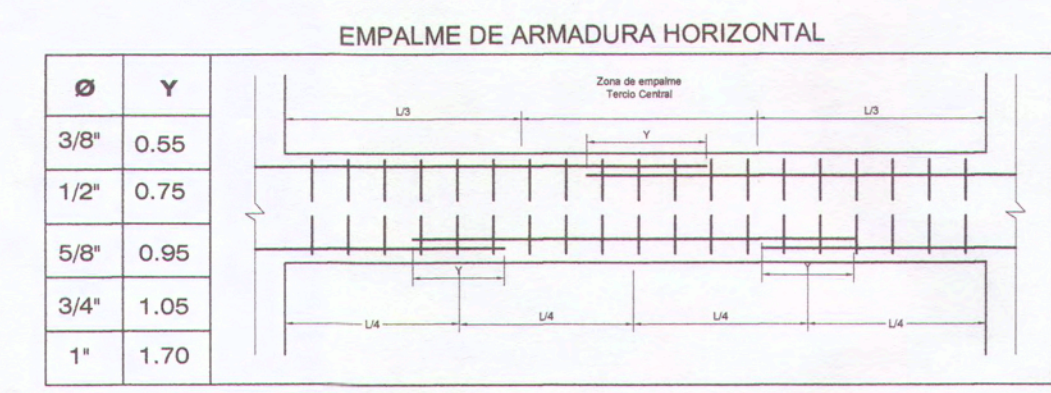 EMPALME DE ARMADURA HORIZONTAL
Ø Y
3/8" 0.55
1/2" 0.75
5/8" 0.95
3/4" 1.05
1" 1.70
Zona de empalme
Tercio Central
L/3 L/3
Y
Y Y
L/4 L/4 L/4 L/4